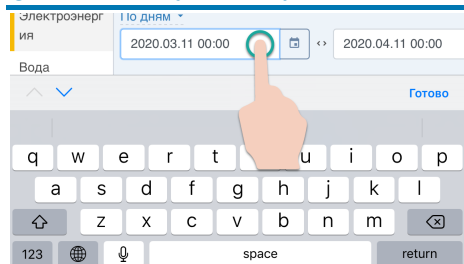 Электроэнерг По дням
ия
2020.03.11 00:00 2020.04.11 00:00
Вода
Готово
q w e r t u i o p
a s d f g h j k l
z x c v b n m
123 space return